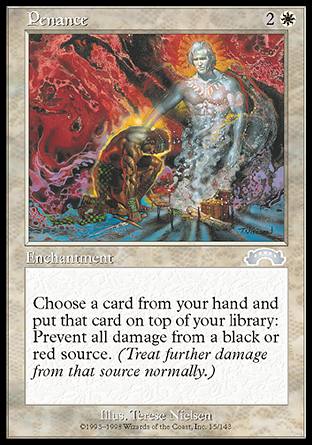 Penance 2
Enchantment
Choose a card from your hand and
put that card on top of your library:
Prevent all damage from a black or
red source. (Treat further damage
from that source normally.)
Illus. Terese Nielsen
©1993-1998 Wizards of the Coast, Inc. 15/143